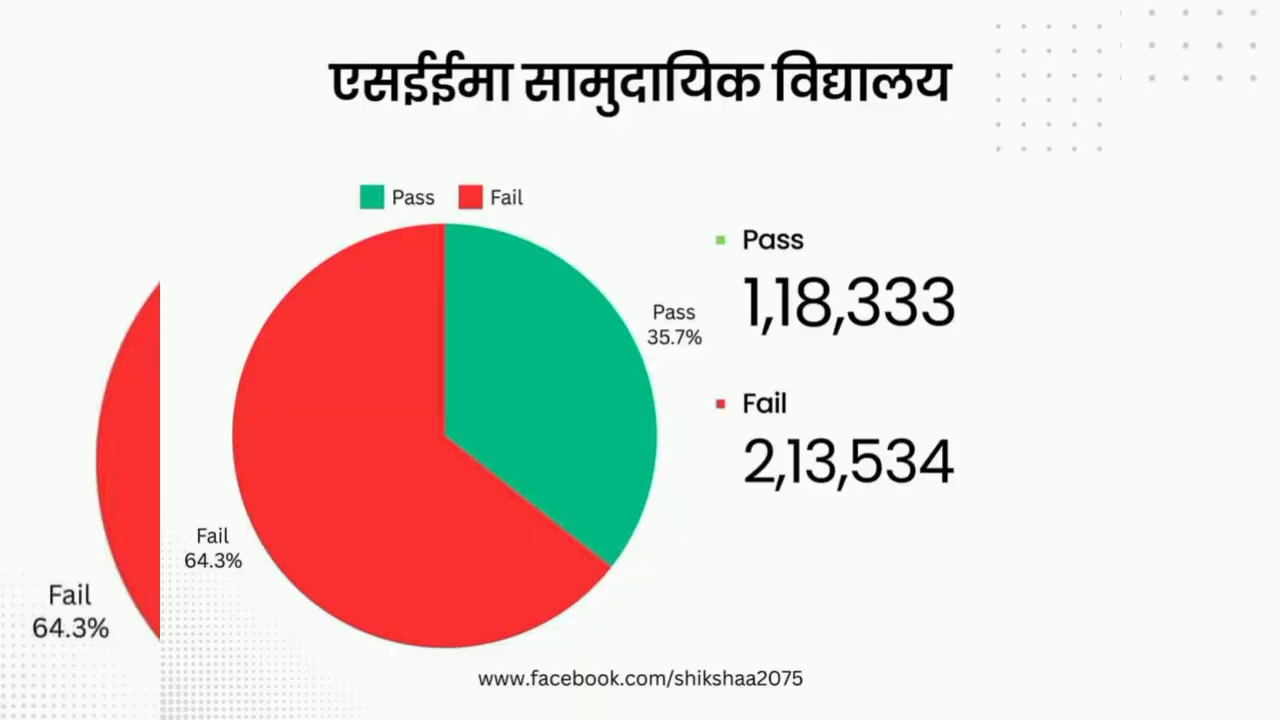 एसईईमा सामुदायिक विद्यालय
Pass Fail
Pass
1,18,333
Pass
35.7%
Fail
2,13,534
Fail
64.3%
Fail
64.3%
www.facebook.com/shikshaa2075